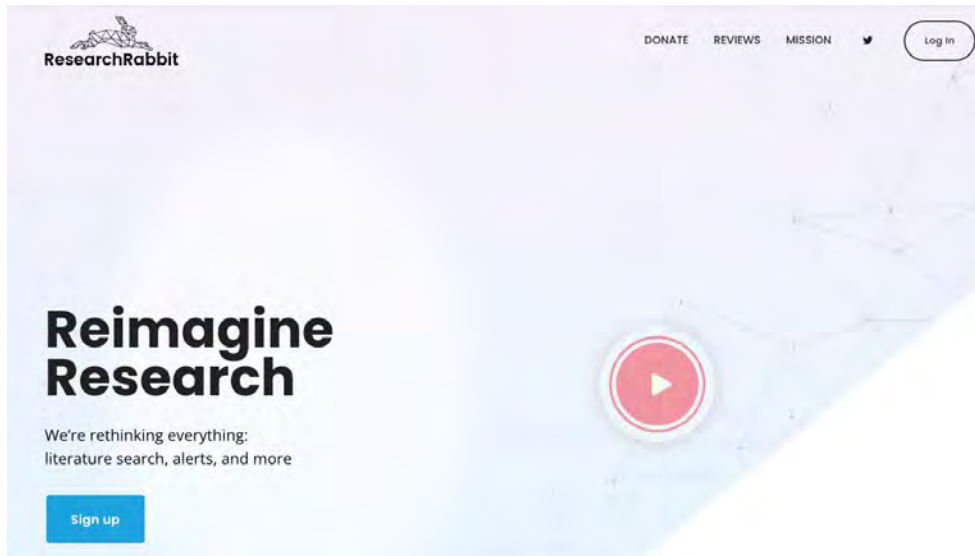 ResearchRabbit
DONATE REVIEWS MISSION Log In
Reimagine
Research
We're rethinking everything:
literature search, alerts, and more
Sign up